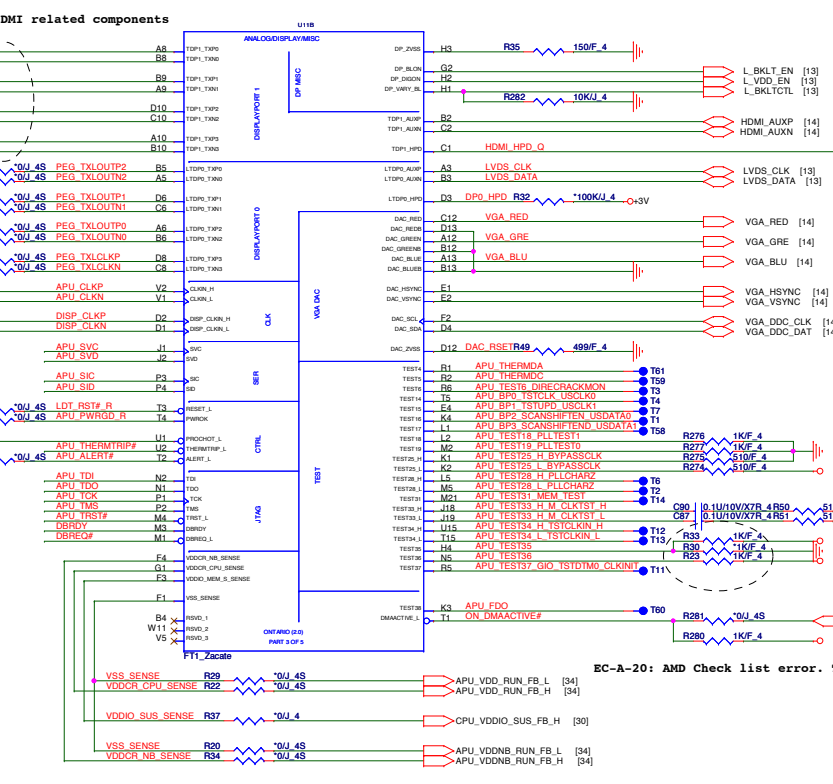 DMI related components
U11B
ANALOG/DISPLAY/MISC
A8 TDP1_TXP0 DP_ZVSS H3 R35 150/F_4
B8 TDP1_TXN0
DP_BLON G2 L_BKLT_EN [13]
B9 TDP1_TXP1 DP_DIGON H2 L_VDD_EN [13]
A9 TDP1_TXN1 DP_VARY_BL H1 L_BKLTCTL [13]
R282 10K/J_4
DP MISC
DISPLAYPORT 1
D10 TDP1_TXP2
C10 TDP1_TXN2 TDP1_AUXP B2 HDMI_AUXP [14]
TDP1_AUXN C2 HDMI_AUXN [14]
A10 TDP1_TXP3
B10 TDP1_TXN3 TDP1_HPD C1 HDMI_HPD_Q
*0/J_4S PEG_TXLOUTP2 B5 LTDP0_TXP0 LTDP0_AUXP A3 LVDS_CLK LVDS_CLK [13]
*0/J_4S PEG_TXLOUTN2 A5 LTDP0_TXN0 LTDP0_AUXN B3 LVDS_DATA LVDS_DATA [13]
*0/J_4S PEG_TXLOUTP1 D6 LTDP0_TXP1 LTDP0_HPD D3 DP0_HPD R32 *100K/J_4 +3V
*0/J_4S PEG_TXLOUTN1 C6 LTDP0_TXN1
DISPLAYPORT 0
DAC_RED C12 VGA_RED VGA_RED [14]
*0/J_4S PEG_TXLOUTP0 A6 LTDP0_TXP2 DAC_REDB D13
*0/J_4S PEG_TXLOUTN0 B6 LTDP0_TXN2 DAC_GREEN A12 VGA_GRE VGA_GRE [14]
DAC_GREENB B12
*0/J_4S PEG_TXLCLKP D8 LTDP0_TXP3 DAC_BLUE A13 VGA_BLU VGA_BLU [14]
*0/J_4S PEG_TXLCLKN C8 LTDP0_TXN3 DAC_BLUEB B13
APU_CLKP V2 CLKIN_H DAC_HSYNC E1 VGA_HSYNC [14]
APU_CLKN V1 CLKIN_L DAC_VSYNC E2 VGA_VSYNC [14]
VGA DAC
CLK
DISP_CLKP D2 DISP_CLKIN_H DAC_SCL F2 VGA_DDC_CLK [14
DISP_CLKN D1 DISP_CLKIN_L DAC_SDA D4 VGA_DDC_DAT [14
APU_SVC J1 SVC DAC_ZVSS D12 DAC_RSET R49 499/F_4
APU_SVD J2 SVD
SER
TEST4 R1 APU_THERMDA T61
APU_SIC P3 SIC TEST5 R2 APU_THERMDC T59
APU_SID P4 SID TEST6 R6 APU_TEST6_DIRECRACKMON T3
TEST14 T5 APU_BP0_TSTCLK_USCLK0 T4
*0/J_4S LDT_RST#_R T3 RESET_L TEST15 E4 APU_BP1_TSTUPD_USCLK1 T7
*0/J_4S APU_PWRGD_R T4 PWROK TEST16 K4 APU_BP2_SCANSHIFTEN_USDATA0 T1
TEST17 L1 APU_BP3_SCANSHIFTEND_USDATA1 T58
APU_THERMTRIP# U1 PROCHOT_L TEST18 L2 APU_TEST18_PLLTEST1 R276 1K/F_4
U2 THERMTRIP_L TEST19 M2 APU_TEST19_PLLTEST0 R277 1K/F_4
*0/J_4S APU_ALERT# T2 ALERT_L TEST25_H K1 APU_TEST25_H_BYPASSCLK R275 510/F_4
TEST25_L K2 APU_TEST25_L_BYPASSCLK R274 510/F_4
CTRL
TEST
APU_TDI N2 TDI TEST28_H L5 APU_TEST28_H_PLLCHARZ T6
APU_TDO N1 TDO TEST28_L M5 APU_TEST28_L_PLLCHARZ T2
APU_TCK P1 TCK TEST31 M21 APU_TEST31_MEM_TEST T14
APU_TMS P2 TMS TEST33_H J18 APU_TEST33_H_M_CLKTST_H C90 0.1U/10V/X7R_4 R50 51
APU_TRST# M4 TRST_L TEST33_L J19 APU_TEST33_H_M_CLKTST_L C87 0.1U/10V/X7R_4 R51 51
DBRDY M3 DBRDY TEST34_H U15 APU_TEST34_H_TSTCLKIN_H T12
DBREQ# M1 DBREQ_L TEST34_L T15 APU_TEST34_L_TSTCLKIN_L T13 R33 1K/F_4
JTAG
TEST35 H4 APU_TEST35 R30 *1K/F_4
F4 VDDCR_NB_SENSE TEST36 N5 APU_TEST36 R23 1K/F_4
G1 VDDCR_CPU_SENSE TEST37 R5 APU_TEST37_GIO_TSTDTM0_CLKINIT T11
F3 VDDIO_MEM_S_SENSE
F1 VSS_SENSE
TEST38 K3 APU_FDO T60
B4 RSVD_1 DMAACTIVE_L T1 ON_DMAACTIVE# R281 *0/J_4S
W11 RSVD_2 ONTARIO (2.0)
V5 RSVD_3 PART 3 OF 5 R280 1K/F_4
FT1_Zacate
EC-A-20: AMD Check list error.
VSS_SENSE R29 *0/J_4S APU_VDD_RUN_FB_L [34]
VDDCR_CPU_SENSE R22 *0/J_4S APU_VDD_RUN_FB_H [34]
VDDIO_SUS_SENSE R37 *0/J_4 CPU_VDDIO_SUS_FB_H [30]
VSS_SENSE R20 *0/J_4S APU_VDDNB_RUN_FB_L [34]
VDDCR_NB_SENSE R34 *0/J_4S APU_VDDNB_RUN_FB_H [34]